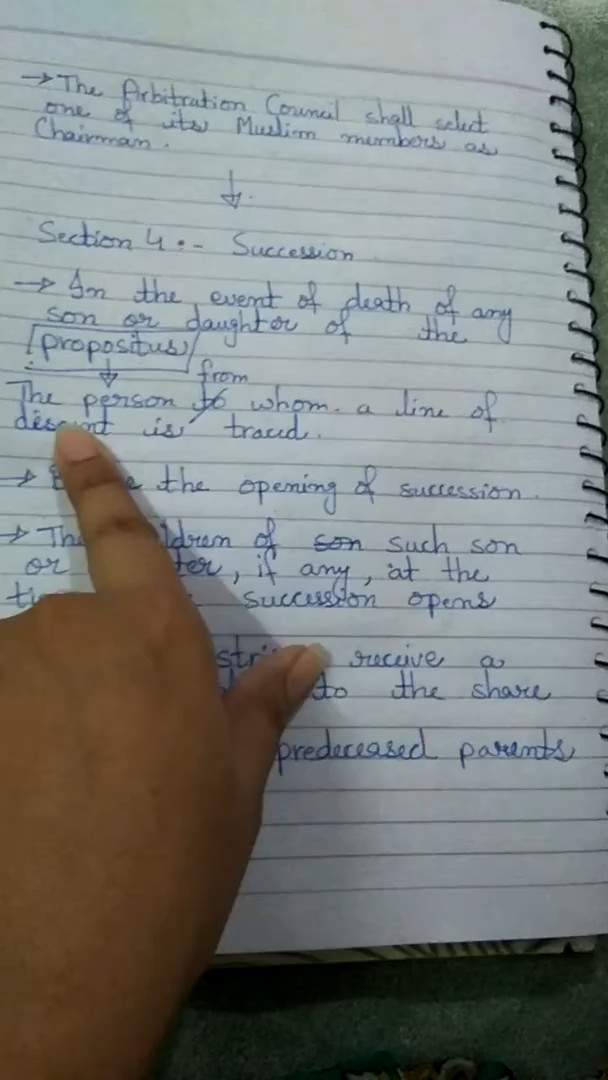 → The Arbitration Council shall select
one of its Muslim members as
Chairman.
↓
Section 4 :- Succession
→ In the event of death of any
son or daughter of the
propositus
↓ from
The person to whom a line of
is traced.
→ the opening of succession.
→ of son such son
or , if any, at the
succession opens
receive a
to the share
predeceased parents